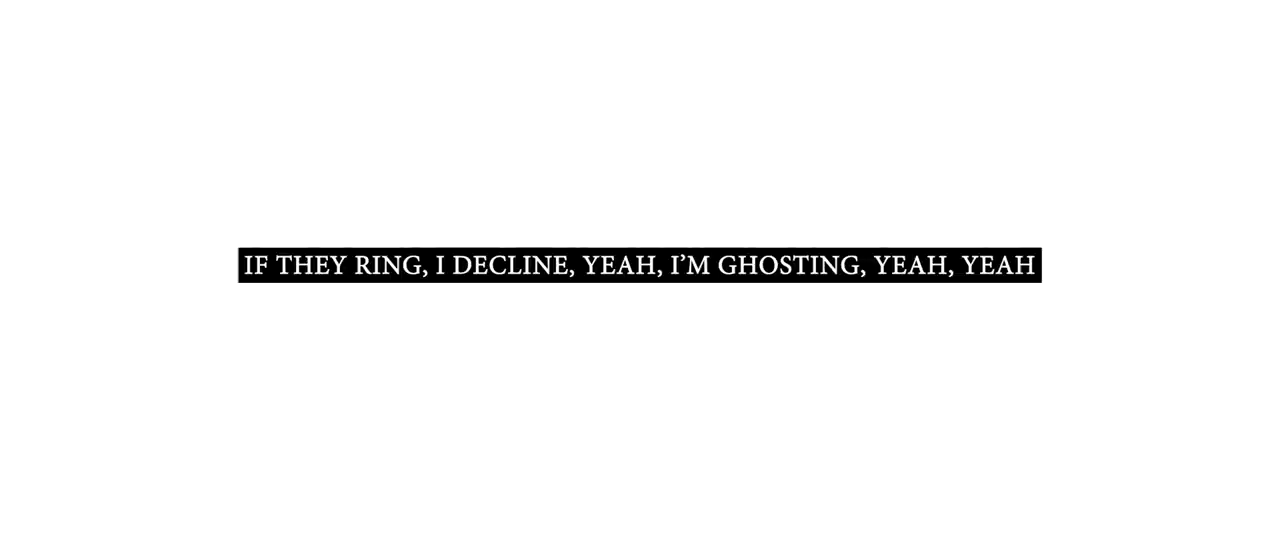 IF THEY RING, I DECLINE, YEAH, I’M GHOSTING, YEAH, YEAH